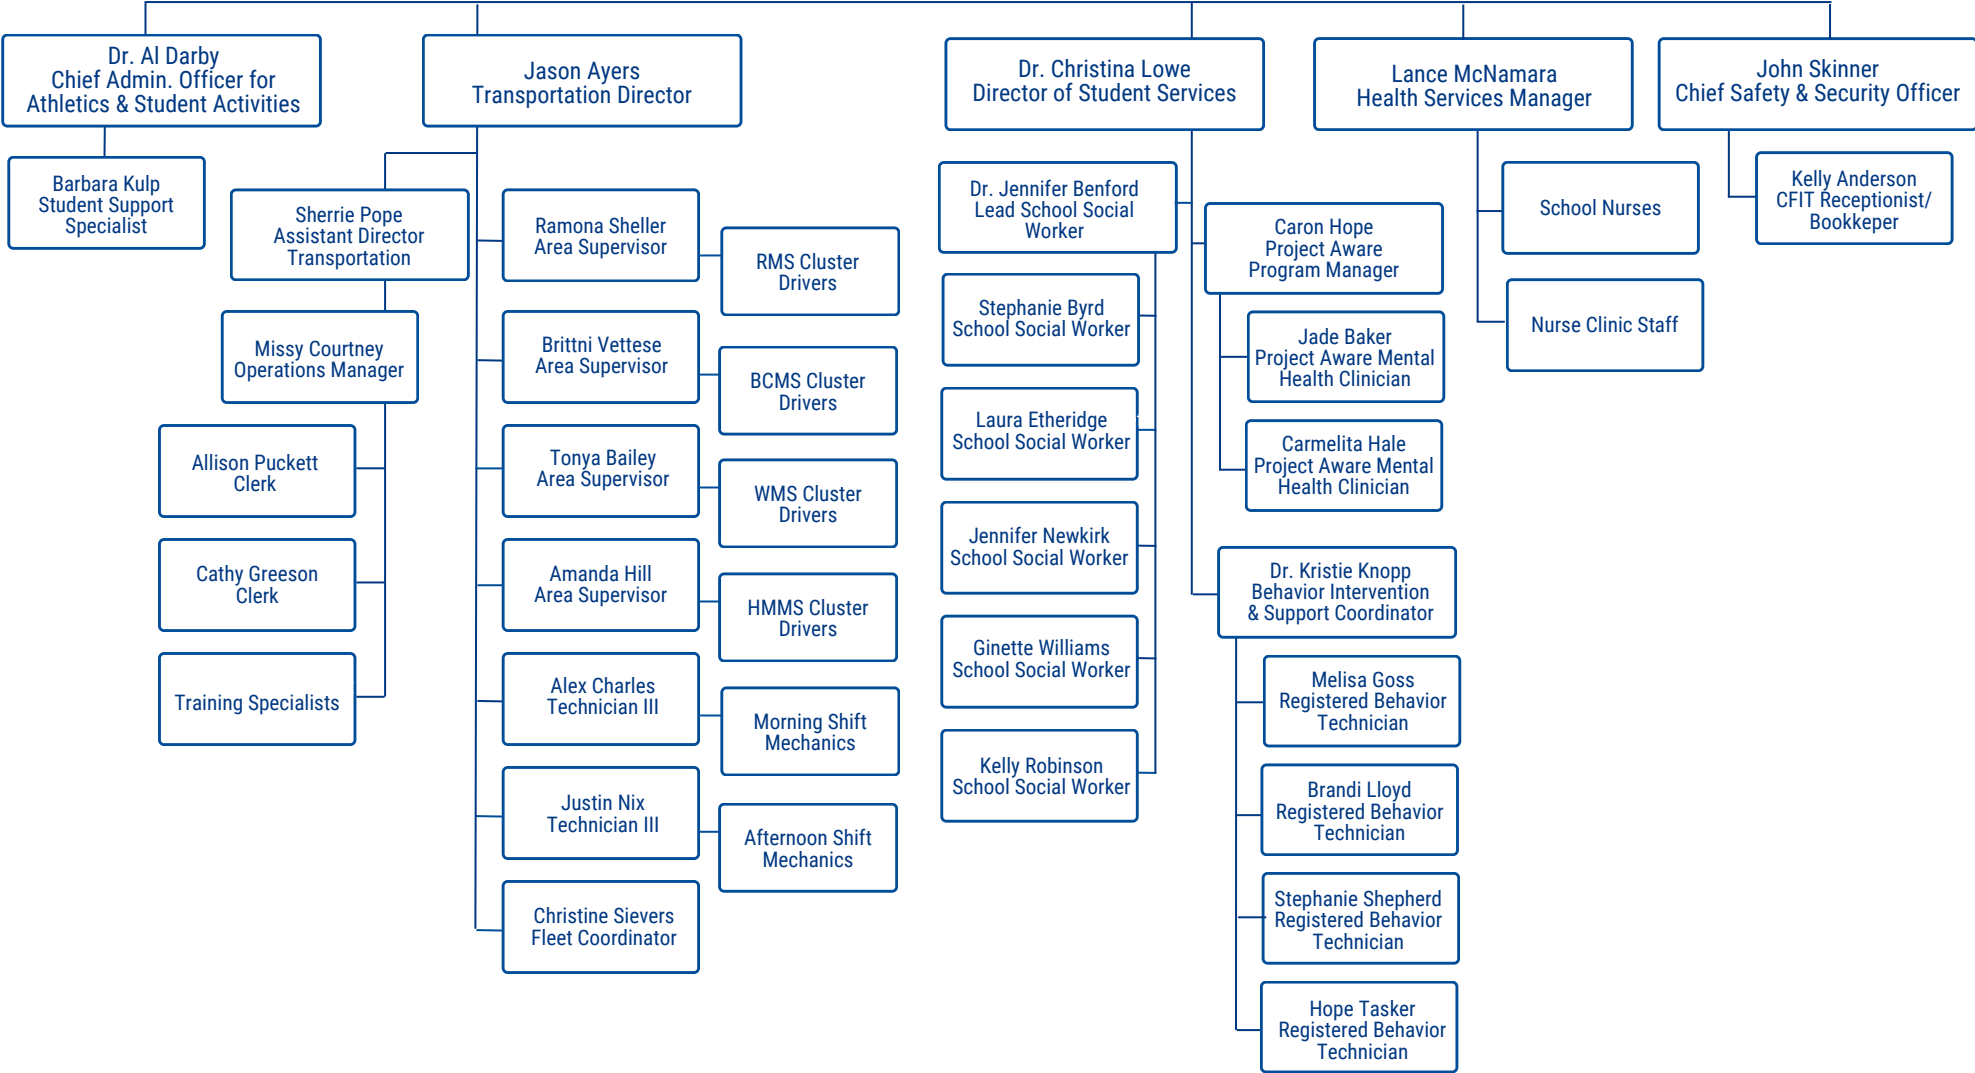 Dr. Al Darby
Chief Admin. Officer for
Athletics & Student Activities
Barbara Kulp
Student Support
Specialist
Jason Ayers
Transportation Director
Sherrie Pope
Assistant Director
Transportation
Missy Courtney
Operations Manager
Allison Puckett
Clerk
Cathy Greeson
Clerk
Training Specialists
Ramona Sheller
Area Supervisor
RMS Cluster
Drivers
Brittni Vettese
Area Supervisor
BCMS Cluster
Drivers
Tonya Bailey
Area Supervisor
WMS Cluster
Drivers
Amanda Hill
Area Supervisor
HMMS Cluster
Drivers
Alex Charles
Technician III
Morning Shift
Mechanics
Justin Nix
Technician III
Afternoon Shift
Mechanics
Christine Sievers
Fleet Coordinator
Dr. Christina Lowe
Director of Student Services
Dr. Jennifer Benford
Lead School Social
Worker
Stephanie Byrd
School Social Worker
Laura Etheridge
School Social Worker
Jennifer Newkirk
School Social Worker
Ginette Williams
School Social Worker
Kelly Robinson
School Social Worker
Caron Hope
Project Aware
Program Manager
Jade Baker
Project Aware Mental
Health Clinician
Carmelita Hale
Project Aware Mental
Health Clinician
Dr. Kristie Knopp
Behavior Intervention
& Support Coordinator
Melisa Goss
Registered Behavior
Technician
Brandi Lloyd
Registered Behavior
Technician
Stephanie Shepherd
Registered Behavior
Technician
Hope Tasker
Registered Behavior
Technician
Lance McNamara
Health Services Manager
School Nurses
Nurse Clinic Staff
John Skinner
Chief Safety & Security Officer
Kelly Anderson
CFIT Receptionist/
Bookkeper